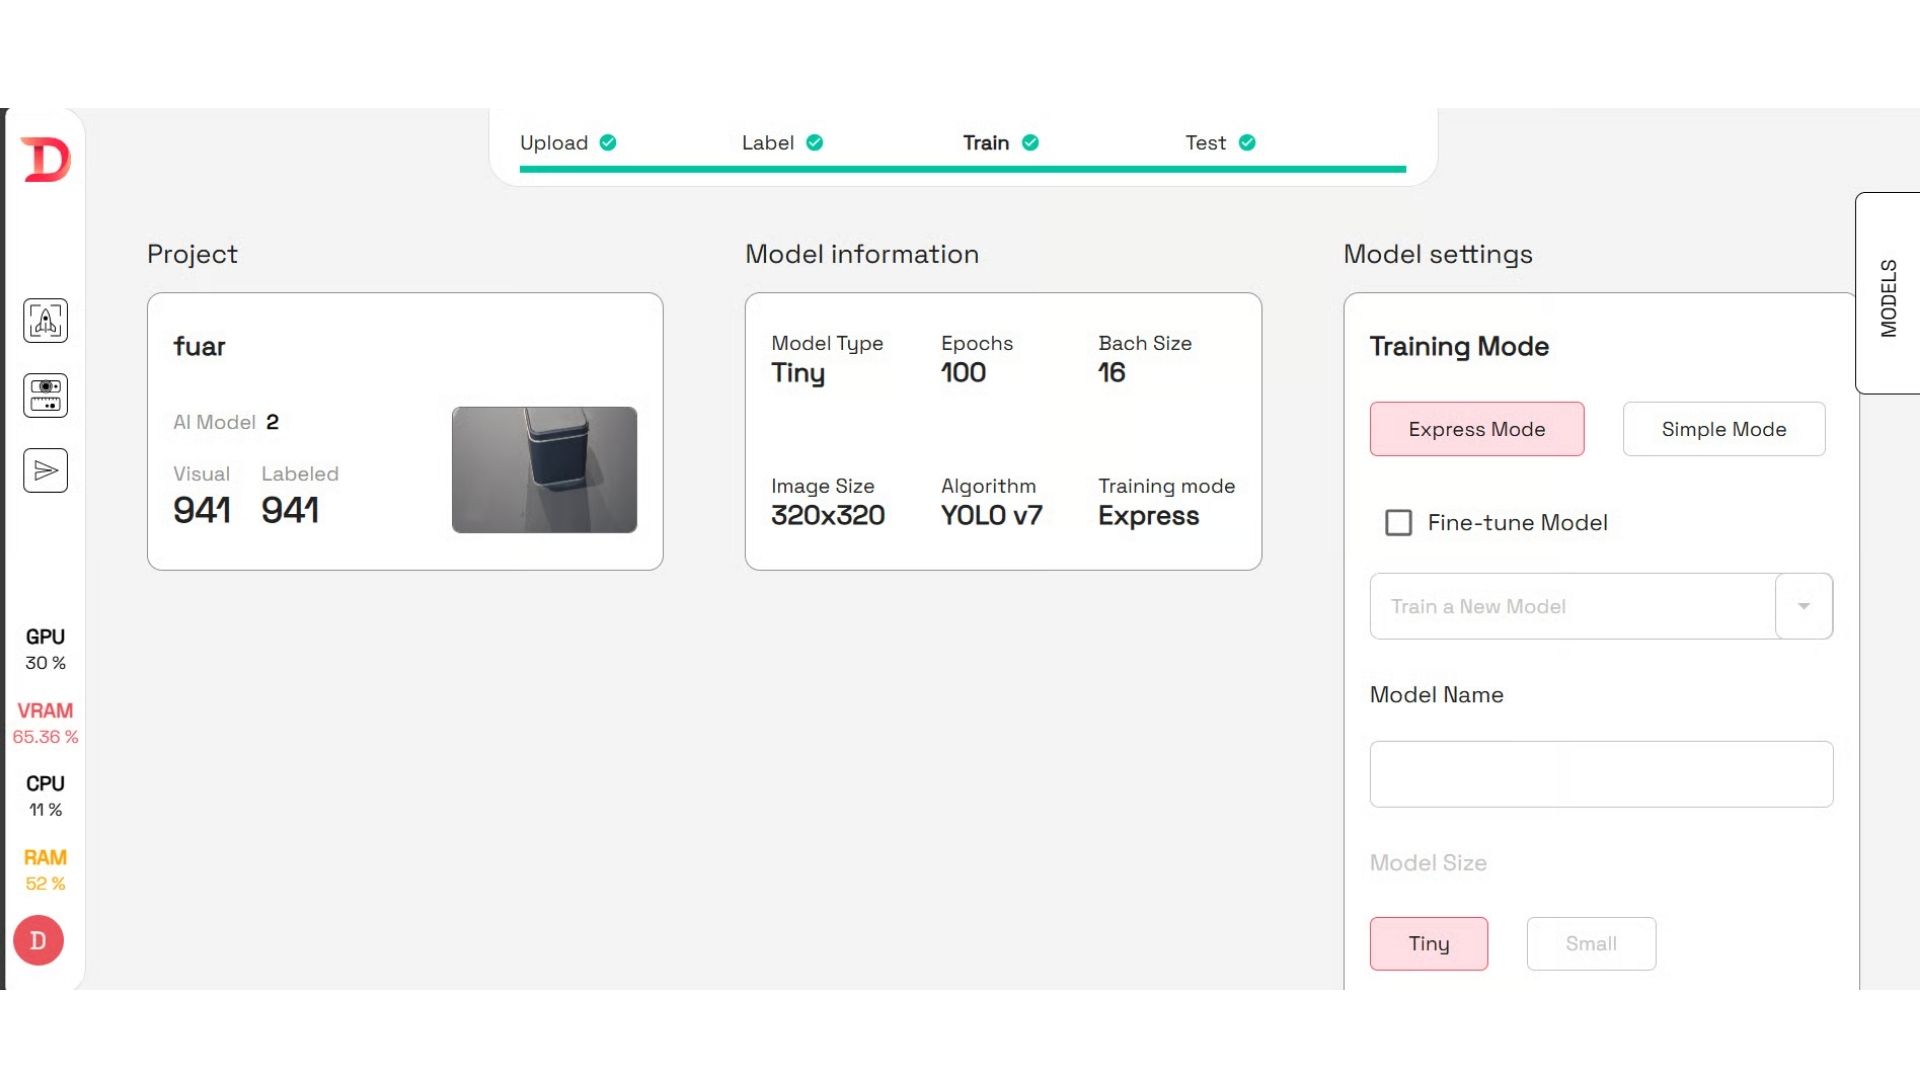 D
Upload
Label
Train
Test
Project
fuar
AI Model 2
Visual Labeled
941 941
Model information
Model Type Epochs Bach Size
Tiny 100 16
Image Size Algorithm Training mode
320x320 YOLO v7 Express
Model settings
Training Mode
Express Mode Simple Mode
Fine-tune Model
Train a New Model
Model Name
Model Size
Tiny Small
MODELS
GPU
30 %
VRAM
65.36 %
CPU
11 %
RAM
52 %
D